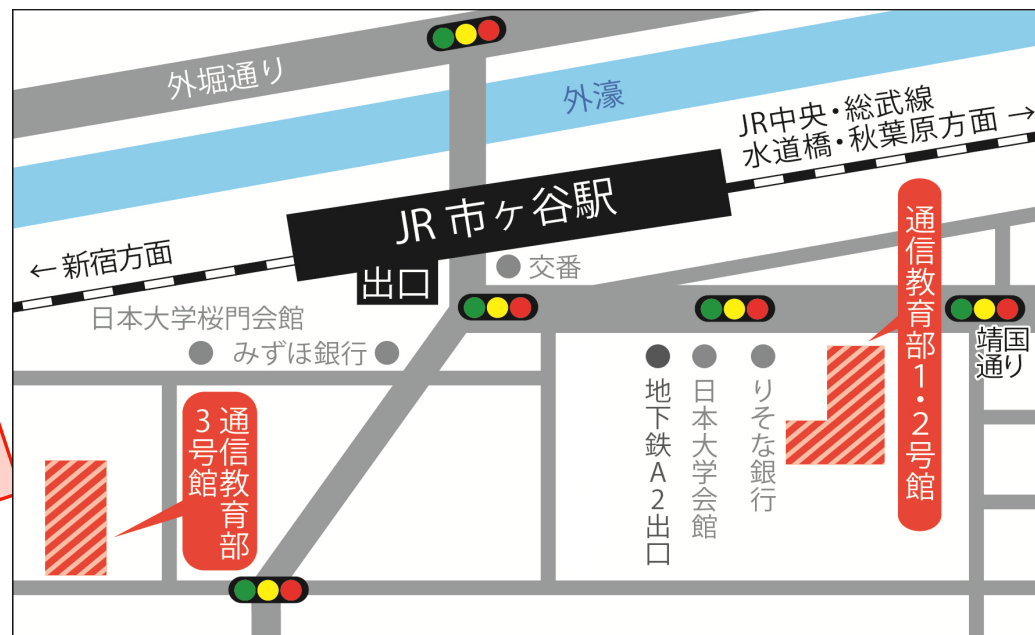 外堀通り
外濠
JR中央・総武線
水道橋・秋葉原方面 →
JR 市ヶ谷駅
← 新宿方面
出口
交番
日本大学桜門会館
みずほ銀行
通信教育部1・2号館
靖国
通り
地下鉄A2出口
日本大学会館
りそな銀行
通信教育部
3号館